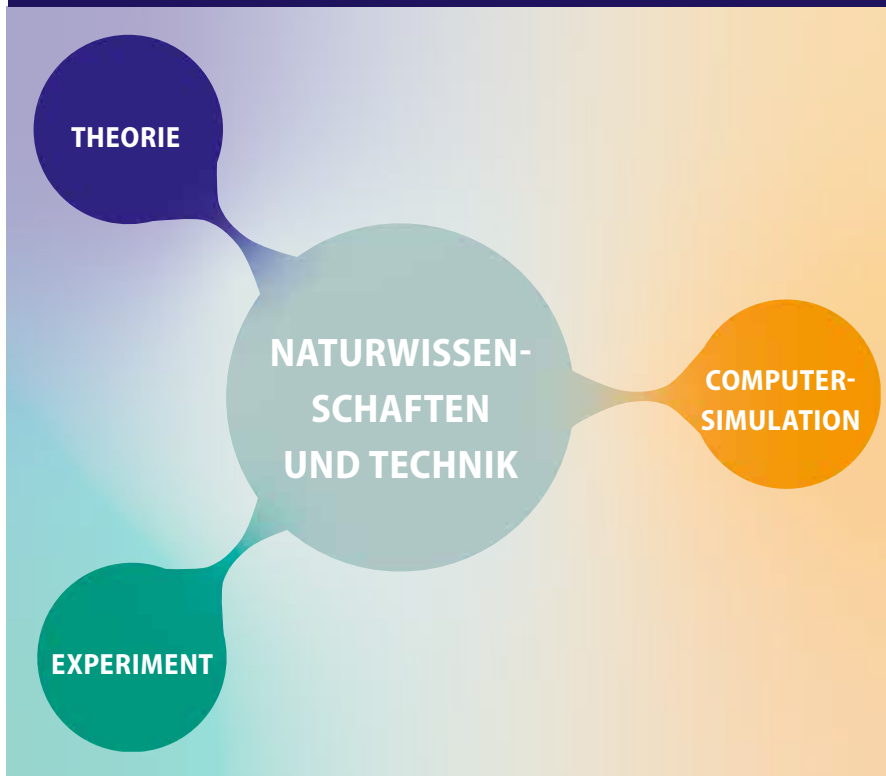 THEORIE
NATURWISSEN-
SCHAFTEN
UND TECHNIK
COMPUTER-
SIMULATION
EXPERIMENT